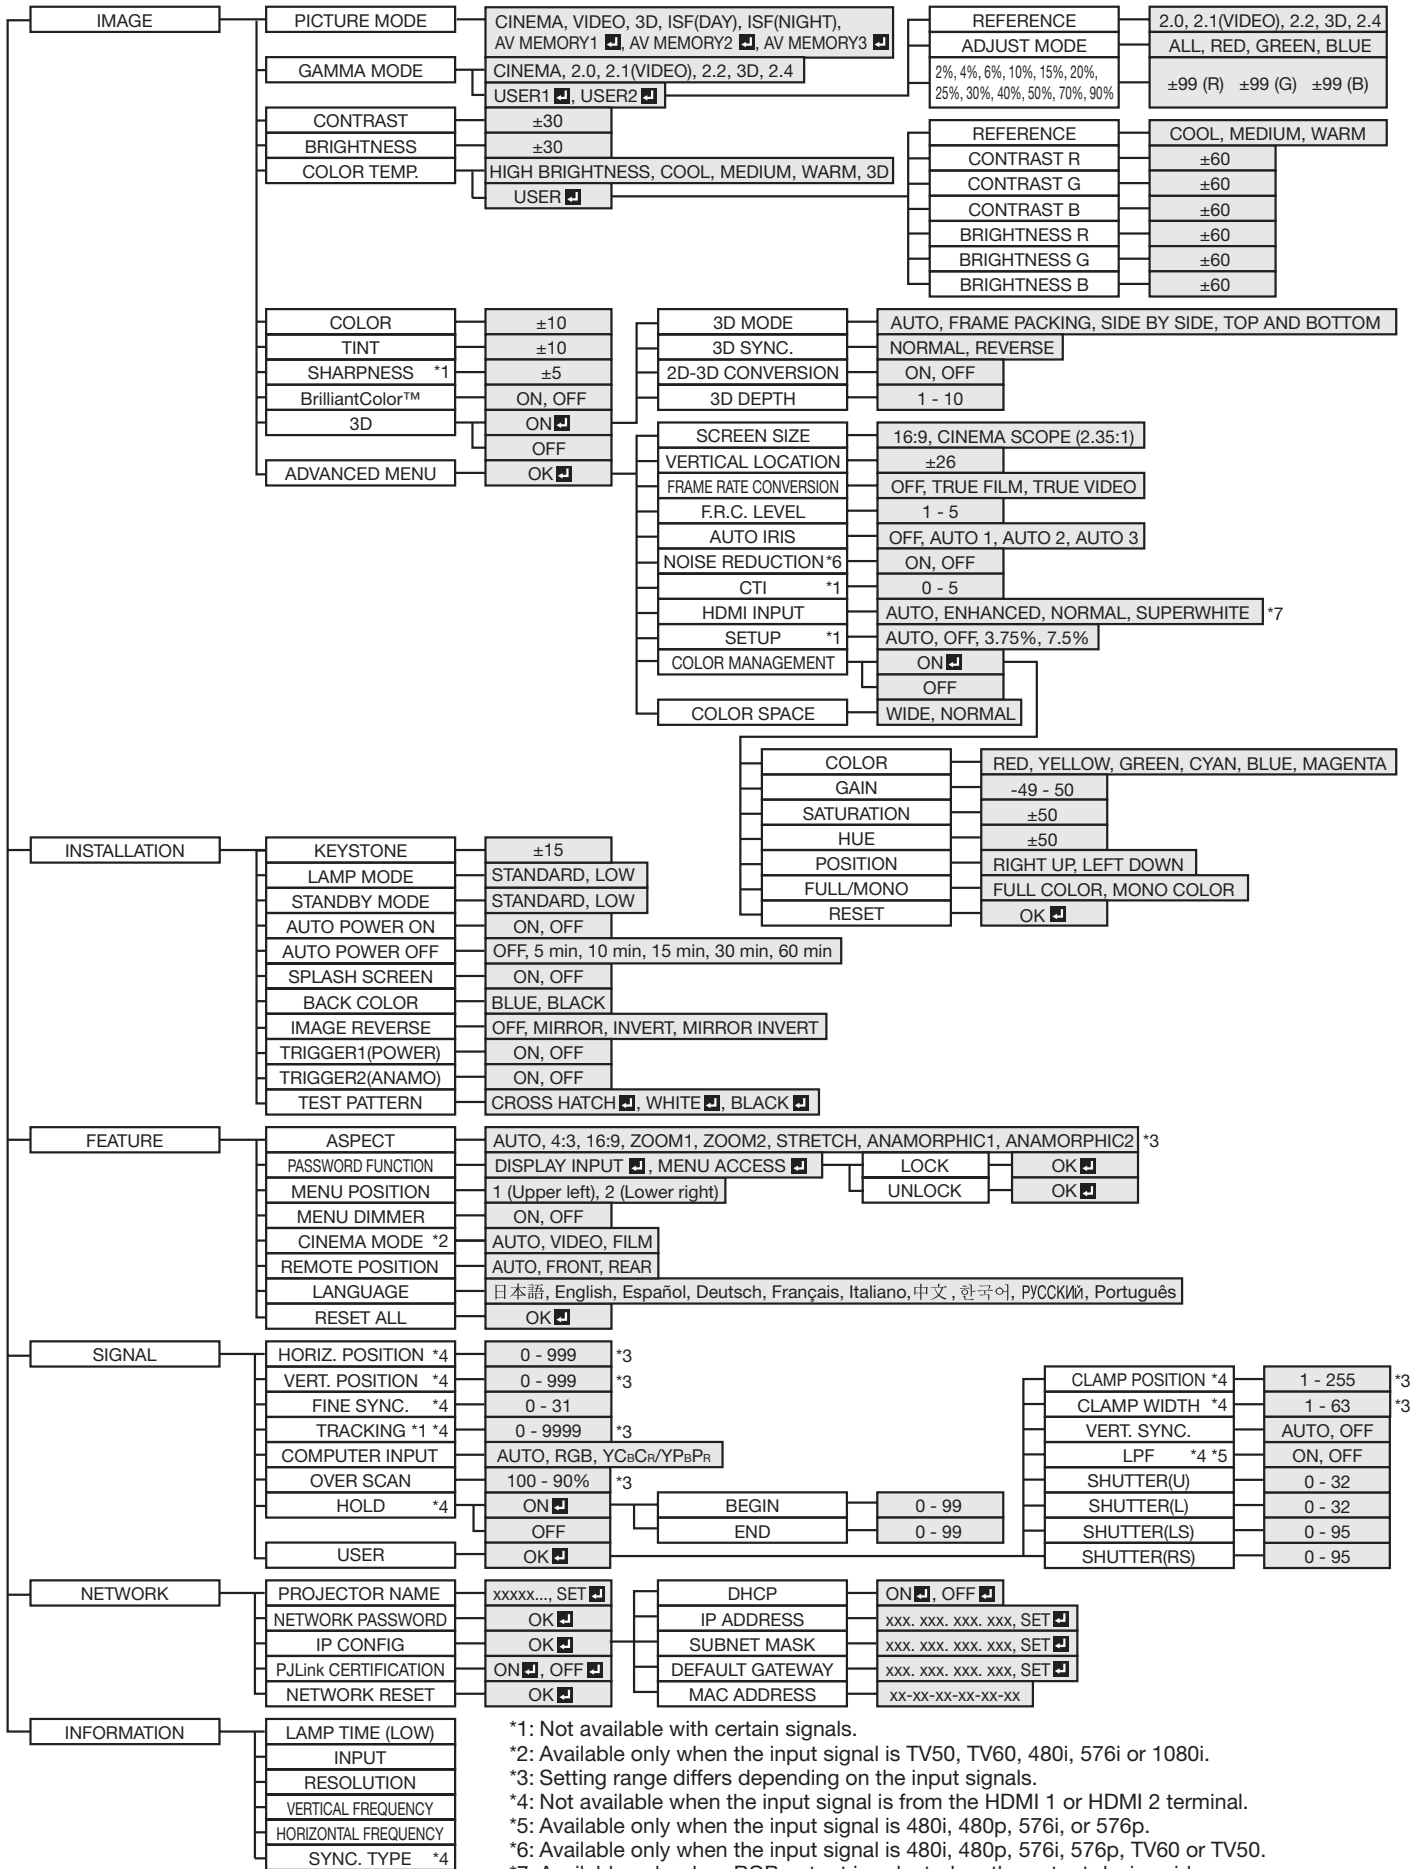 IMAGE
PICTURE MODE
CINEMA, VIDEO, 3D, ISF(DAY), ISF(NIGHT),
AV MEMORY1 , AV MEMORY2 , AV MEMORY3
GAMMA MODE
CINEMA, 2.0, 2.1(VIDEO), 2.2, 3D, 2.4
USER1 , USER2
REFERENCE
2.0, 2.1(VIDEO), 2.2, 3D, 2.4
ADJUST MODE
ALL, RED, GREEN, BLUE
2%, 4%, 6%, 10%, 15%, 20%,
25%, 30%, 40%, 50%, 70%, 90%
±99 (R) ±99 (G) ±99 (B)
CONTRAST
±30
BRIGHTNESS
±30
COLOR TEMP.
HIGH BRIGHTNESS, COOL, MEDIUM, WARM, 3D
USER
REFERENCE
COOL, MEDIUM, WARM
CONTRAST R
±60
CONTRAST G
±60
CONTRAST B
±60
BRIGHTNESS R
±60
BRIGHTNESS G
±60
BRIGHTNESS B
±60
COLOR
±10
TINT
±10
SHARPNESS *1
±5
BrilliantColor™
ON, OFF
3D
ON
OFF
3D MODE
AUTO, FRAME PACKING, SIDE BY SIDE, TOP AND BOTTOM
3D SYNC.
NORMAL, REVERSE
2D-3D CONVERSION
ON, OFF
3D DEPTH
1 - 10
ADVANCED MENU
OK
SCREEN SIZE
16:9, CINEMA SCOPE (2.35:1)
VERTICAL LOCATION
±26
FRAME RATE CONVERSION
OFF, TRUE FILM, TRUE VIDEO
F.R.C. LEVEL
1 - 5
AUTO IRIS
OFF, AUTO 1, AUTO 2, AUTO 3
NOISE REDUCTION*6
ON, OFF
CTI *1
0 - 5
HDMI INPUT
AUTO, ENHANCED, NORMAL, SUPERWHITE *7
SETUP *1
AUTO, OFF, 3.75%, 7.5%
COLOR MANAGEMENT
ON
OFF
COLOR SPACE
WIDE, NORMAL
COLOR
RED, YELLOW, GREEN, CYAN, BLUE, MAGENTA
GAIN
-49 - 50
SATURATION
±50
HUE
±50
POSITION
RIGHT UP, LEFT DOWN
FULL/MONO
FULL COLOR, MONO COLOR
RESET
OK
INSTALLATION
KEYSTONE
±15
LAMP MODE
STANDARD, LOW
STANDBY MODE
STANDARD, LOW
AUTO POWER ON
ON, OFF
AUTO POWER OFF
OFF, 5 min, 10 min, 15 min, 30 min, 60 min
SPLASH SCREEN
ON, OFF
BACK COLOR
BLUE, BLACK
IMAGE REVERSE
OFF, MIRROR, INVERT, MIRROR INVERT
TRIGGER1(POWER)
ON, OFF
TRIGGER2(ANAMO)
ON, OFF
TEST PATTERN
CROSS HATCH , WHITE , BLACK
FEATURE
ASPECT
AUTO, 4:3, 16:9, ZOOM1, ZOOM2, STRETCH, ANAMORPHIC1, ANAMORPHIC2 *3
PASSWORD FUNCTION
DISPLAY INPUT , MENU ACCESS
LOCK
OK
UNLOCK
OK
MENU POSITION
1 (Upper left), 2 (Lower right)
MENU DIMMER
ON, OFF
CINEMA MODE *2
AUTO, VIDEO, FILM
REMOTE POSITION
AUTO, FRONT, REAR
LANGUAGE
日本語, English, Español, Deutsch, Français, Italiano, 中文, 한국어, РУССКИЙ, Português
RESET ALL
OK
SIGNAL
HORIZ. POSITION *4
0 - 999 *3
VERT. POSITION *4
0 - 999 *3
FINE SYNC. *4
0 - 31
TRACKING *1 *4
0 - 9999 *3
COMPUTER INPUT
AUTO, RGB, YCBCR/YPBPR
OVER SCAN
100 - 90% *3
HOLD *4
ON
OFF
BEGIN
0 - 99
END
0 - 99
USER
OK
CLAMP POSITION *4
1 - 255 *3
CLAMP WIDTH *4
1 - 63 *3
VERT. SYNC.
AUTO, OFF
LPF *4 *5
ON, OFF
SHUTTER(U)
0 - 32
SHUTTER(L)
0 - 32
SHUTTER(LS)
0 - 95
SHUTTER(RS)
0 - 95
NETWORK
PROJECTOR NAME
xxxxx..., SET
NETWORK PASSWORD
OK
IP CONFIG
OK
PJLink CERTIFICATION
ON , OFF
NETWORK RESET
OK
DHCP
ON , OFF
IP ADDRESS
xxx. xxx. xxx. xxx, SET
SUBNET MASK
xxx. xxx. xxx. xxx, SET
DEFAULT GATEWAY
xxx. xxx. xxx. xxx, SET
MAC ADDRESS
xx-xx-xx-xx-xx-xx
INFORMATION
LAMP TIME (LOW)
INPUT
RESOLUTION
VERTICAL FREQUENCY
HORIZONTAL FREQUENCY
SYNC. TYPE *4
*1: Not available with certain signals.
*2: Available only when the input signal is TV50, TV60, 480i, 576i or 1080i.
*3: Setting range differs depending on the input signals.
*4: Not available when the input signal is from the HDMI 1 or HDMI 2 terminal.
*5: Available only when the input signal is 480i, 480p, 576i, or 576p.
*6: Available only when the input signal is 480i, 480p, 576i, 576p, TV60 or TV50.